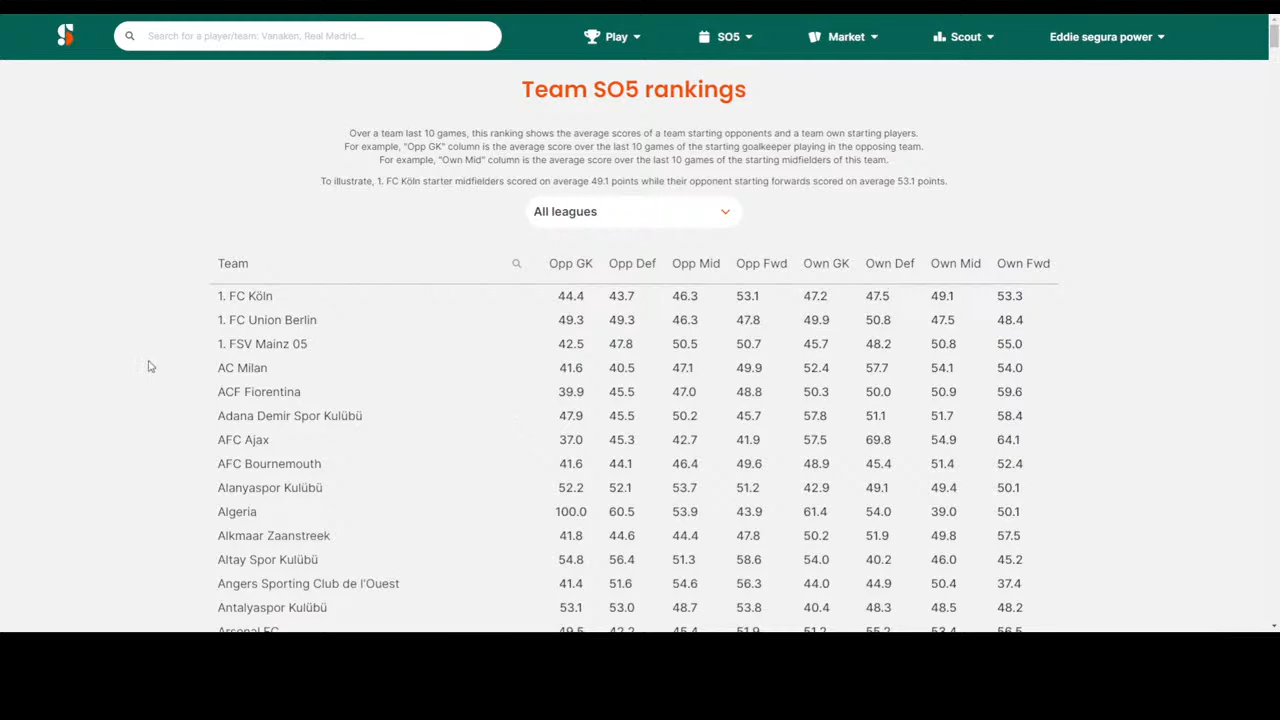 Search for a player/team: Vanaken, Real Madrid...
Play
SO5
Market
Scout
Eddie segura power
Team SO5 rankings
Over a team last 10 games, this ranking shows the average scores of a team starting opponents and a team own starting players.
For example, "Opp GK" column is the average score over the last 10 games of the starting goalkeeper playing in the opposing team.
For example, "Own Mid" column is the average score over the last 10 games of the starting midfielders of this team.
To illustrate, 1. FC Köln starter midfielders scored on average 49.1 points while their opponent starting forwards scored on average 53.1 points.
All leagues
Team Opp GK Opp Def Opp Mid Opp Fwd Own GK Own Def Own Mid Own Fwd
1. FC Köln 44.4 43.7 46.3 53.1 47.2 47.5 49.1 53.3
1. FC Union Berlin 49.3 49.3 46.3 47.8 49.9 50.8 47.5 48.4
1. FSV Mainz 05 42.5 47.8 50.5 50.7 45.7 48.2 50.8 55.0
AC Milan 41.6 40.5 47.1 49.9 52.4 57.7 54.1 54.0
ACF Fiorentina 39.9 45.5 47.0 48.8 50.3 50.0 50.9 59.6
Adana Demir Spor Kulübü 47.9 45.5 50.2 45.7 57.8 51.1 51.7 58.4
AFC Ajax 37.0 45.3 42.7 41.9 57.5 69.8 54.9 64.1
AFC Bournemouth 41.6 44.1 46.4 49.6 48.9 45.4 51.4 52.4
Alanyaspor Kulübü 52.2 52.1 53.7 51.2 42.9 49.1 49.4 50.1
Algeria 100.0 60.5 53.9 43.9 61.4 54.0 39.0 50.1
Alkmaar Zaanstreek 41.8 44.6 44.4 47.8 50.2 51.9 49.8 57.5
Altay Spor Kulübü 54.8 56.4 51.3 58.6 54.0 40.2 46.0 45.2
Angers Sporting Club de l'Ouest 41.4 51.6 54.6 56.3 44.0 44.9 50.4 37.4
Antalyaspor Kulübü 53.1 53.0 48.7 53.8 40.4 48.3 48.5 48.2
Arsenal FC 49.5 42.2 45.4 51.9 51.2 55.2 53.4 56.5